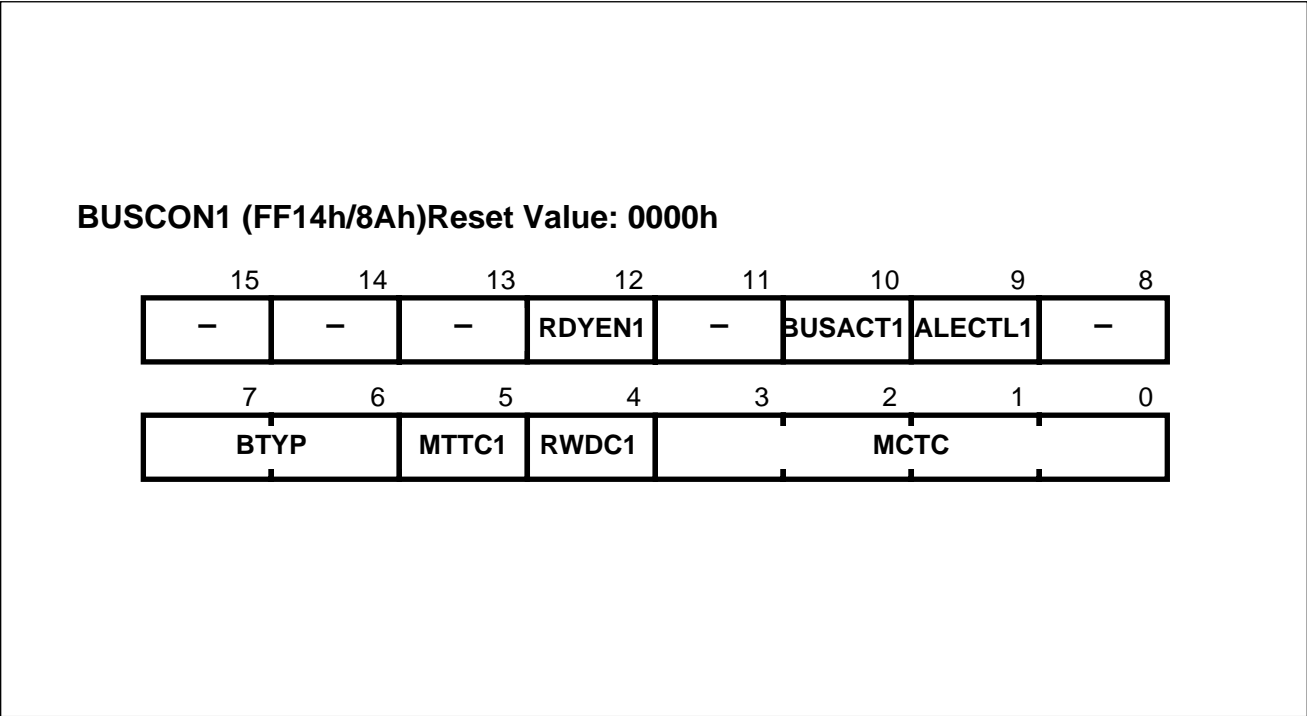 BUSCON1 (FF14h/8Ah)Reset Value: 0000h
15 14 13 12 11 10 9 8
– – – RDYEN1 – BUSACT1 ALECTL1 –
7 6 5 4 3 2 1 0
BTYP MTTC1 RWDC1 MCTC